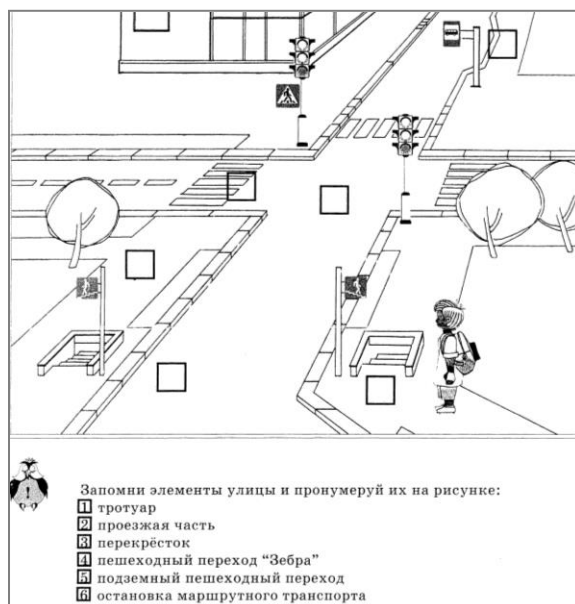 !
Запомни элементы улицы и пронумеруй их на рисунке:
1 тротуар
2 проезжая часть
3 перекрёсток
4 пешеходный переход "Зебра"
5 подземный пешеходный переход
6 остановка маршрутного транспорта